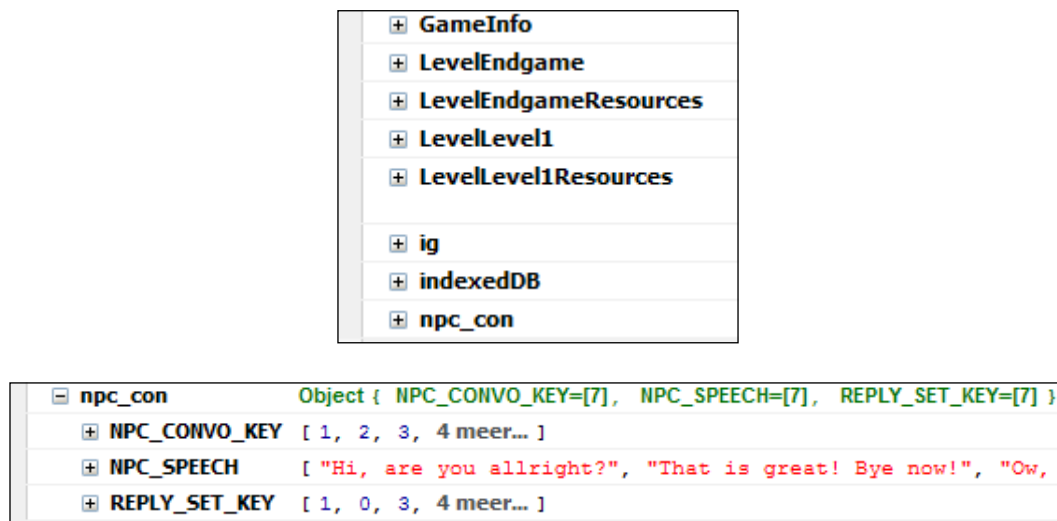 GameInfo
LevelEndgame
LevelEndgameResources
LevelLevel1
LevelLevel1Resources
ig
indexedDB
npc_con
npc_con Object { NPC_CONVO_KEY=[7], NPC_SPEECH=[7], REPLY_SET_KEY=[7] }
NPC_CONVO_KEY [ 1, 2, 3, 4 meer... ]
NPC_SPEECH [ "Hi, are you allright?", "That is great! Bye now!", "Ow,
REPLY_SET_KEY [ 1, 0, 3, 4 meer... ]